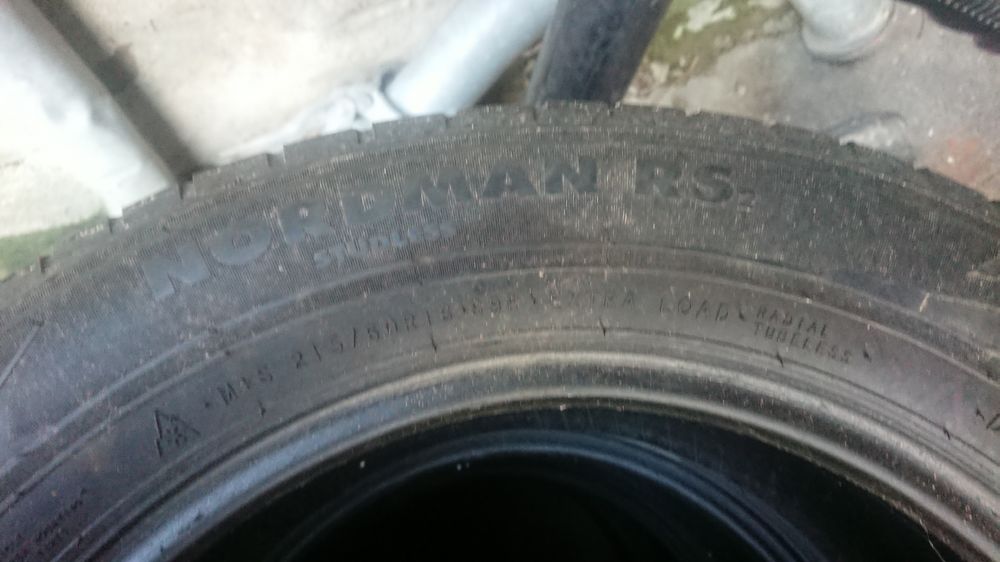 NORDMAN RS2
STUDLESS
• M+S 215/60R16 99R EXTRA LOAD
RADIAL
TUBELESS